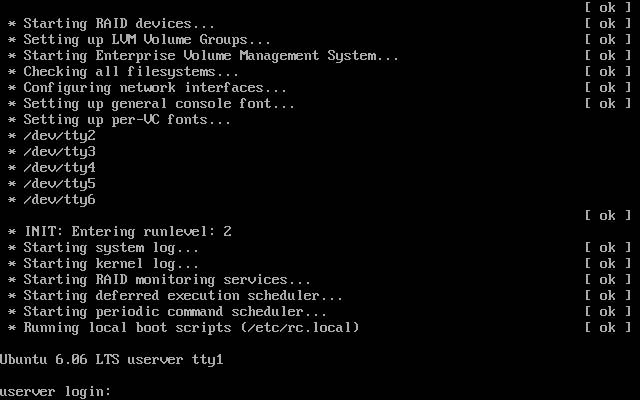 [ ok ]
* Starting RAID devices... [ ok ]
* Setting up LVM Volume Groups... [ ok ]
* Starting Enterprise Volume Management System... [ ok ]
* Checking all filesystems... [ ok ]
* Configuring network interfaces... [ ok ]
* Setting up general console font... [ ok ]
* Setting up per-VC fonts...
* /dev/tty2
* /dev/tty3
* /dev/tty4
* /dev/tty5
* /dev/tty6
[ ok ]
* INIT: Entering runlevel: 2
* Starting system log... [ ok ]
* Starting kernel log... [ ok ]
* Starting RAID monitoring services... [ ok ]
* Starting deferred execution scheduler... [ ok ]
* Starting periodic command scheduler... [ ok ]
* Running local boot scripts (/etc/rc.local) [ ok ]
Ubuntu 6.06 LTS userver tty1
userver login: